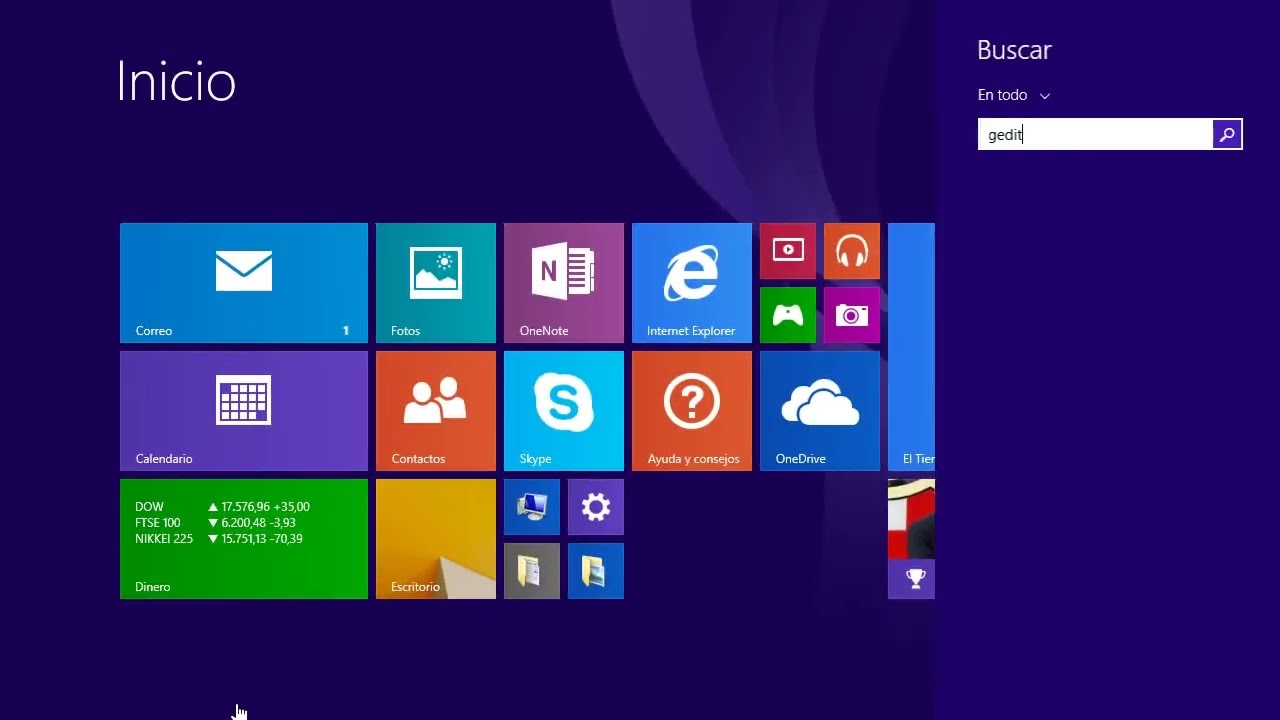 Inicio
Buscar
En todo
gedit
Correo
1
Fotos
OneNote
Internet Explorer
Calendario
Contactos
Skype
Ayuda y consejos
OneDrive
El Tier
DOW ▲ 17.576,96 +35,00
FTSE 100 ▼ 6.200,48 -3,93
NIKKEI 225 ▼ 15.751,13 -70,39
Dinero
Escritorio